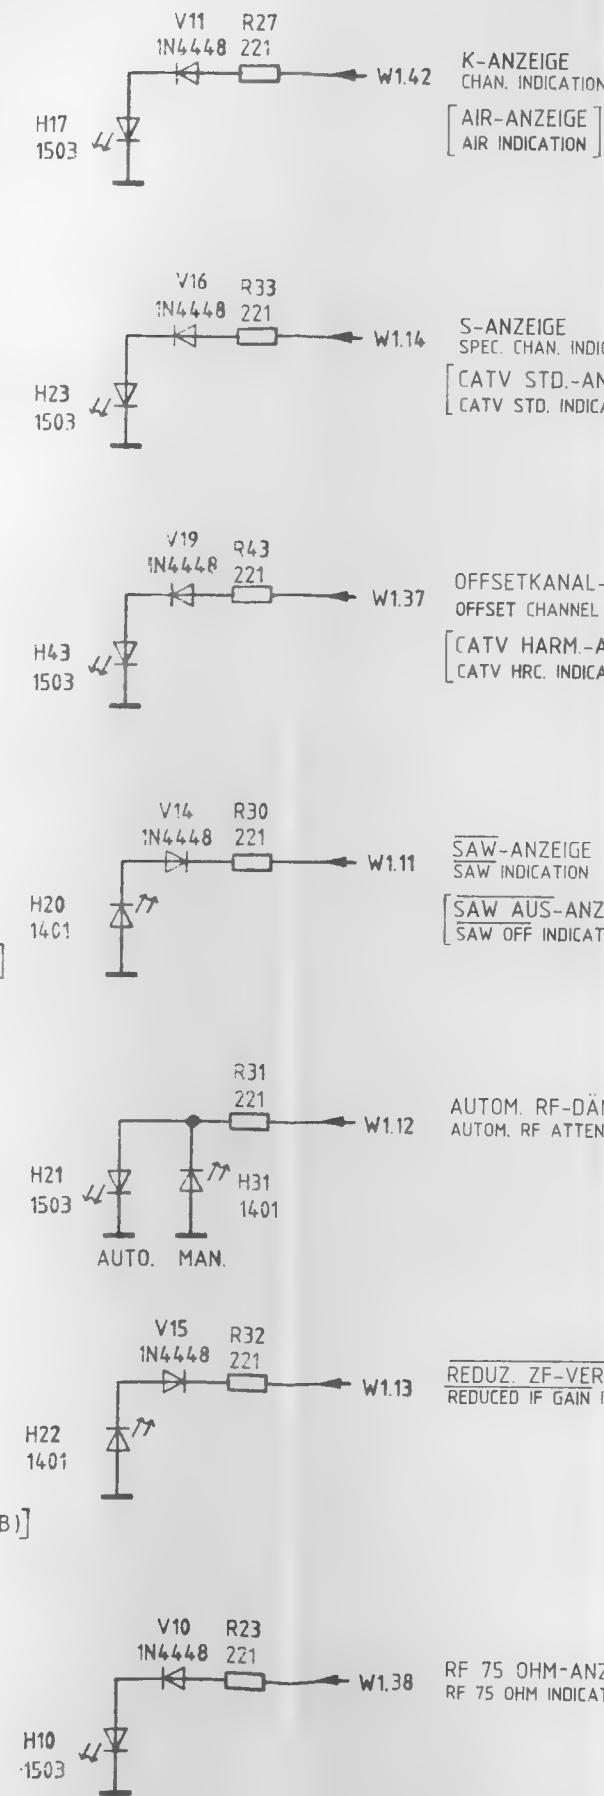 V11 R27
1N4448 221
W1.42
K-ANZEIGE
CHAN. INDICATION
[AIR-ANZEIGE]
[AIR INDICATION]
H17
1503
V16 R33
1N4448 221
W1.14
S-ANZEIGE
SPEC. CHAN. INDIC
[CATV STD.-AN
[CATV STD. INDICA
H23
1503
V19 R43
1N4448 221
W1.37
OFFSETKANAL-
OFFSET CHANNEL
[CATV HARM.-A
[CATV HRC. INDICA
H43
1503
V14 R30
1N4448 221
W1.11
SAW-ANZEIGE
SAW INDICATION
[SAW AUS-ANZ
[SAW OFF INDICAT
H20
1401
]
R31
221
W1.12
AUTOM. RF-DÄM
AUTOM. RF ATTEN
H21
1503
H31
1401
AUTO. MAN.
V15 R32
1N4448 221
W1.13
REDUZ. ZF-VER
REDUCED IF GAIN I
H22
1401
B)]
V10 R23
1N4448 221
W1.38
RF 75 OHM-ANZ
RF 75 OHM INDICAT
H10
1503